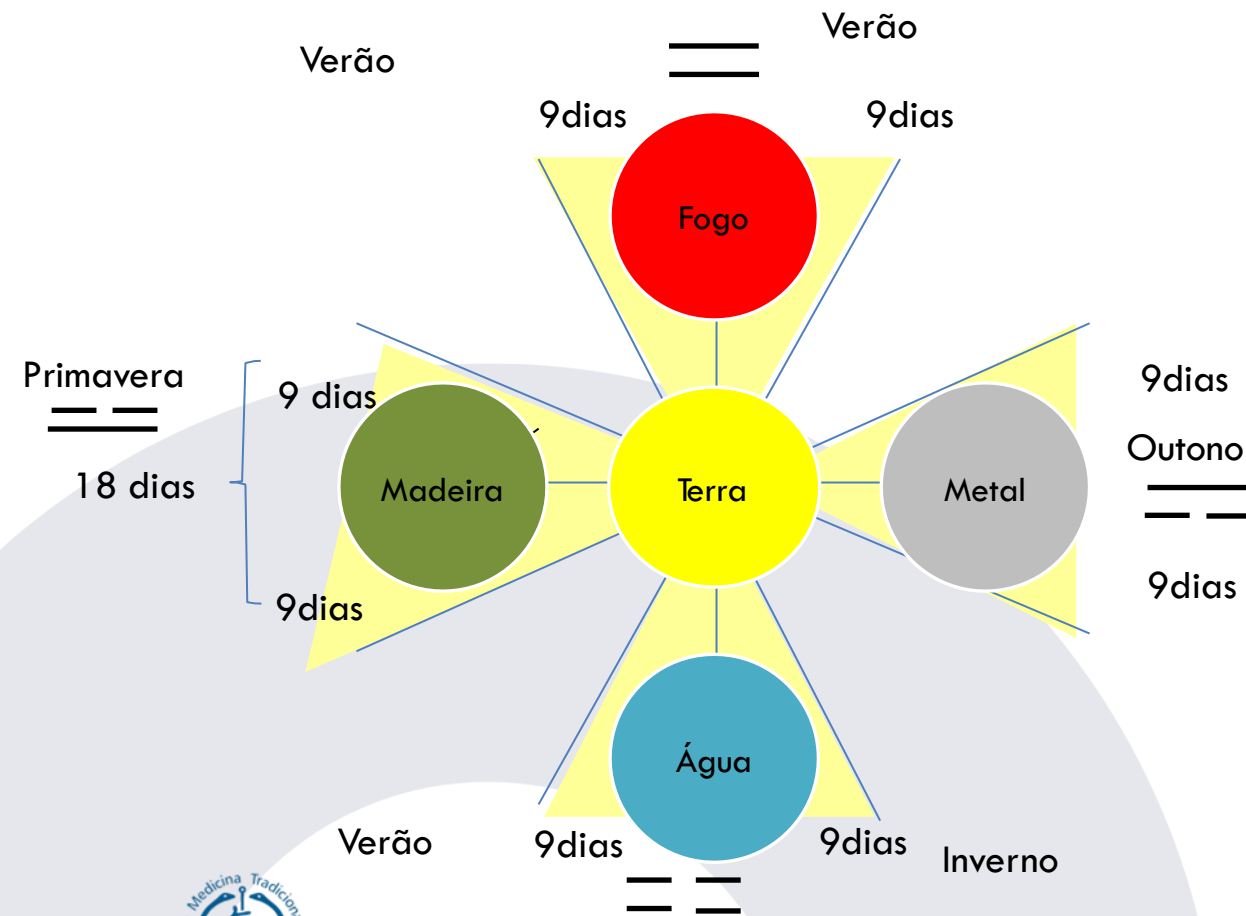 Verão
Verão
9dias
9dias
Fogo
Primavera
9 dias
18 dias
9dias
Madeira
Terra
Metal
9dias
Outono
9dias
Água
Verão
9dias
9dias
Inverno
Medicina